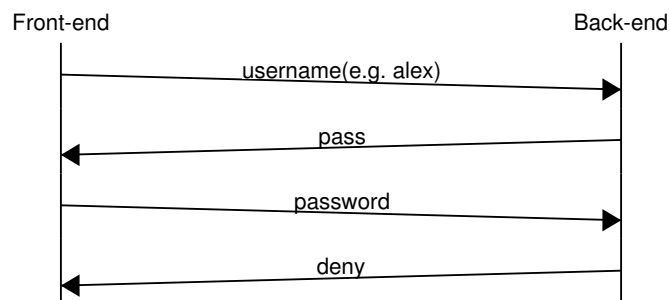 Front-end
Back-end
username(e.g. alex)
pass
password
deny